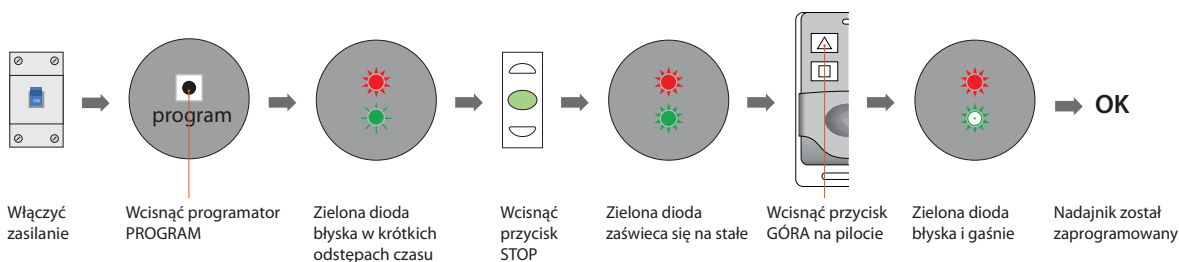 ON
program
OK
Włączyć
zasilanie
Wcisnąć programator
PROGRAM
Zielona dioda
błyska w krótkich
odstępach czasu
Wcisnąć
przycisk
STOP
Zielona dioda
zaświeca się na stałe
Wcisnąć przycisk
GÓRA na pilocie
Zielona dioda
błyska i gaśnie
Nadajnik został
zaprogramowany